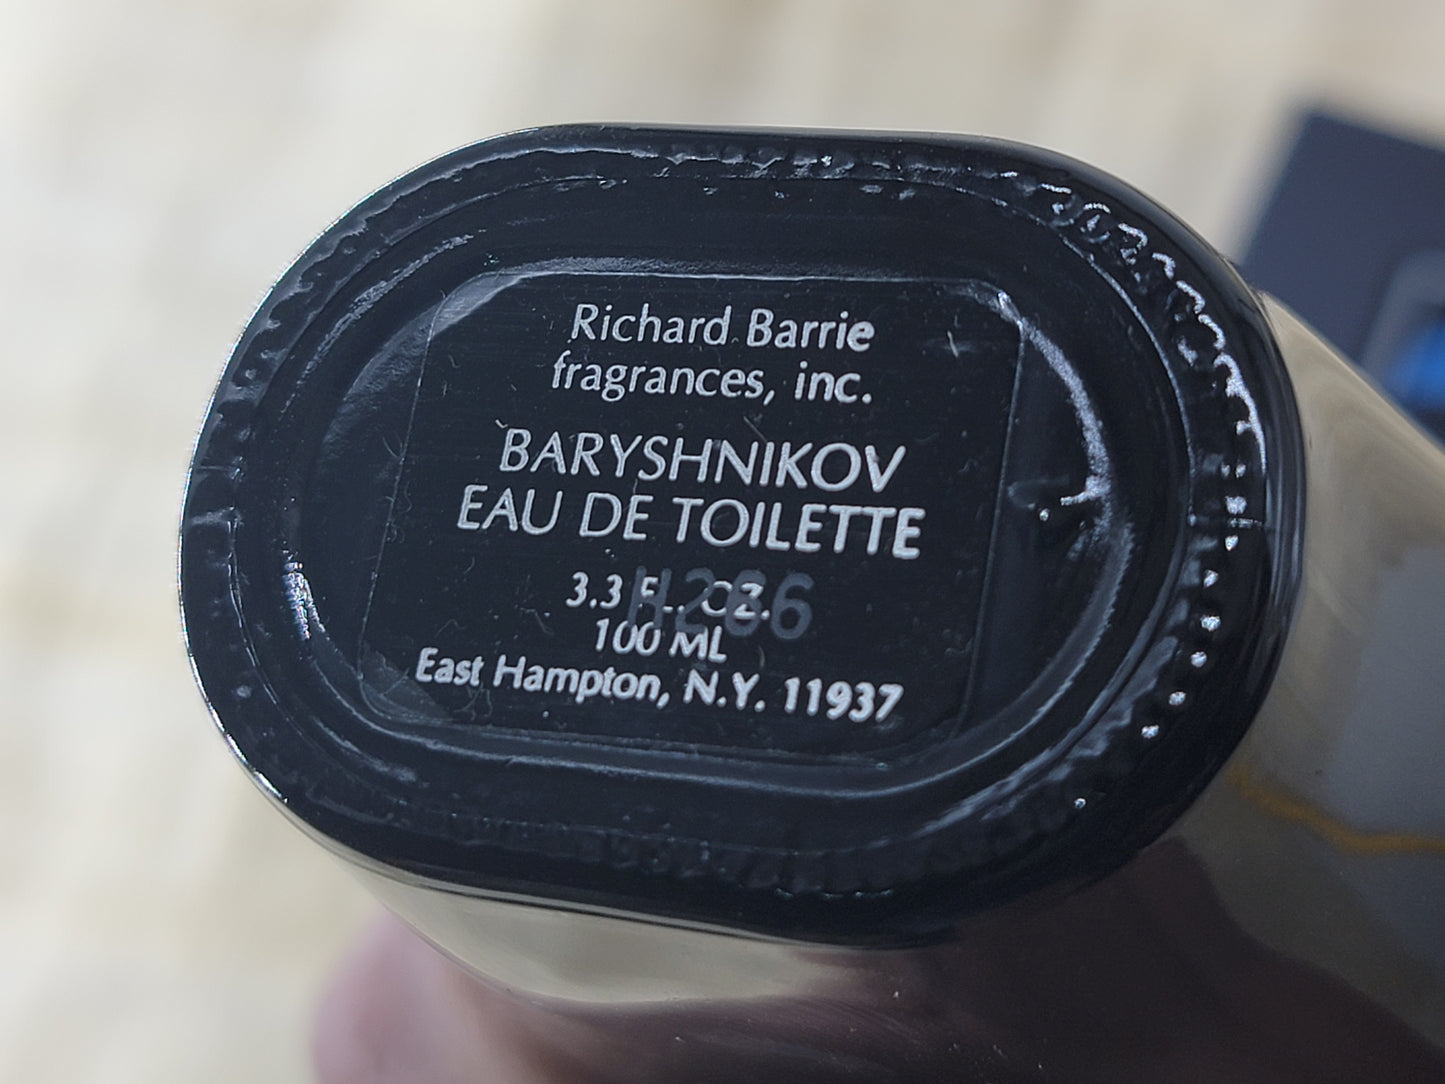 Richard Barrie
fragrances, inc.
BARYSHNIKOV
EAU DE TOILETTE
3.3 FL. OZ.
100 ML
East Hampton, N.Y. 11937